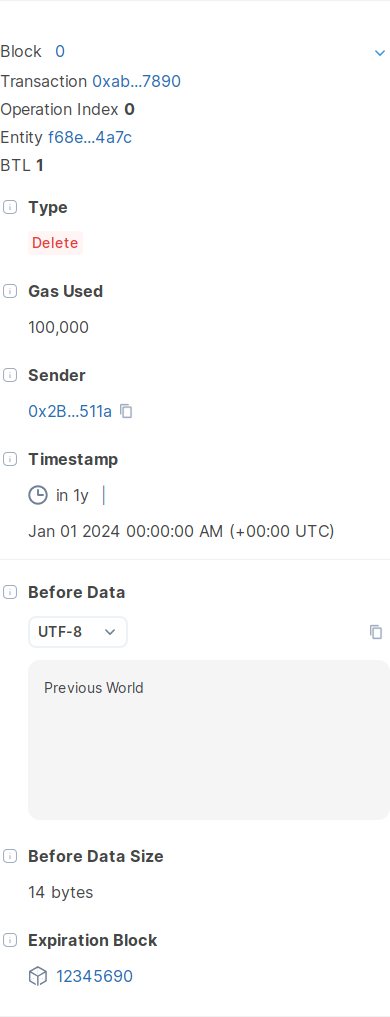 Block 0
Transaction 0xab...7890
Operation Index 0
Entity f68e...4a7c
BTL 1
Type
Delete
Gas Used
100,000
Sender
0x2B...511a
Timestamp
in 1y
Jan 01 2024 00:00:00 AM (+00:00 UTC)
Before Data
UTF-8
Previous World
Before Data Size
14 bytes
Expiration Block
12345690